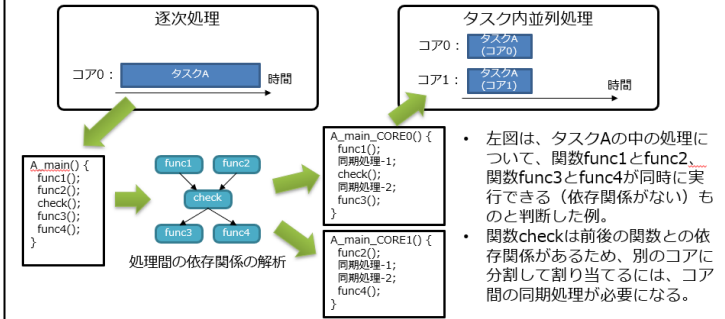 逐次処理
コア0：
タスクA
時間
タスク内並列処理
コア0：
タスクA
(コア0)
コア1：
タスクA
(コア1)
時間
A_main() {
func1();
func2();
check();
func3();
func4();
}
func1
func2
check
func3
func4
処理間の依存関係の解析
A_main_CORE0() {
func1();
同期処理-1;
check();
同期処理-2;
func3();
}
A_main_CORE1() {
func2();
同期処理-1;
同期処理-2;
func4();
}
• 左図は、タスクAの中の処理に
ついて、関数func1とfunc2、
関数func3とfunc4が同時に実
行できる（依存関係がない）も
のと判断した例。
• 関数checkは前後の関数との依
存関係があるため、別のコアに
分割して割り当てるには、コア
間の同期処理が必要になる。